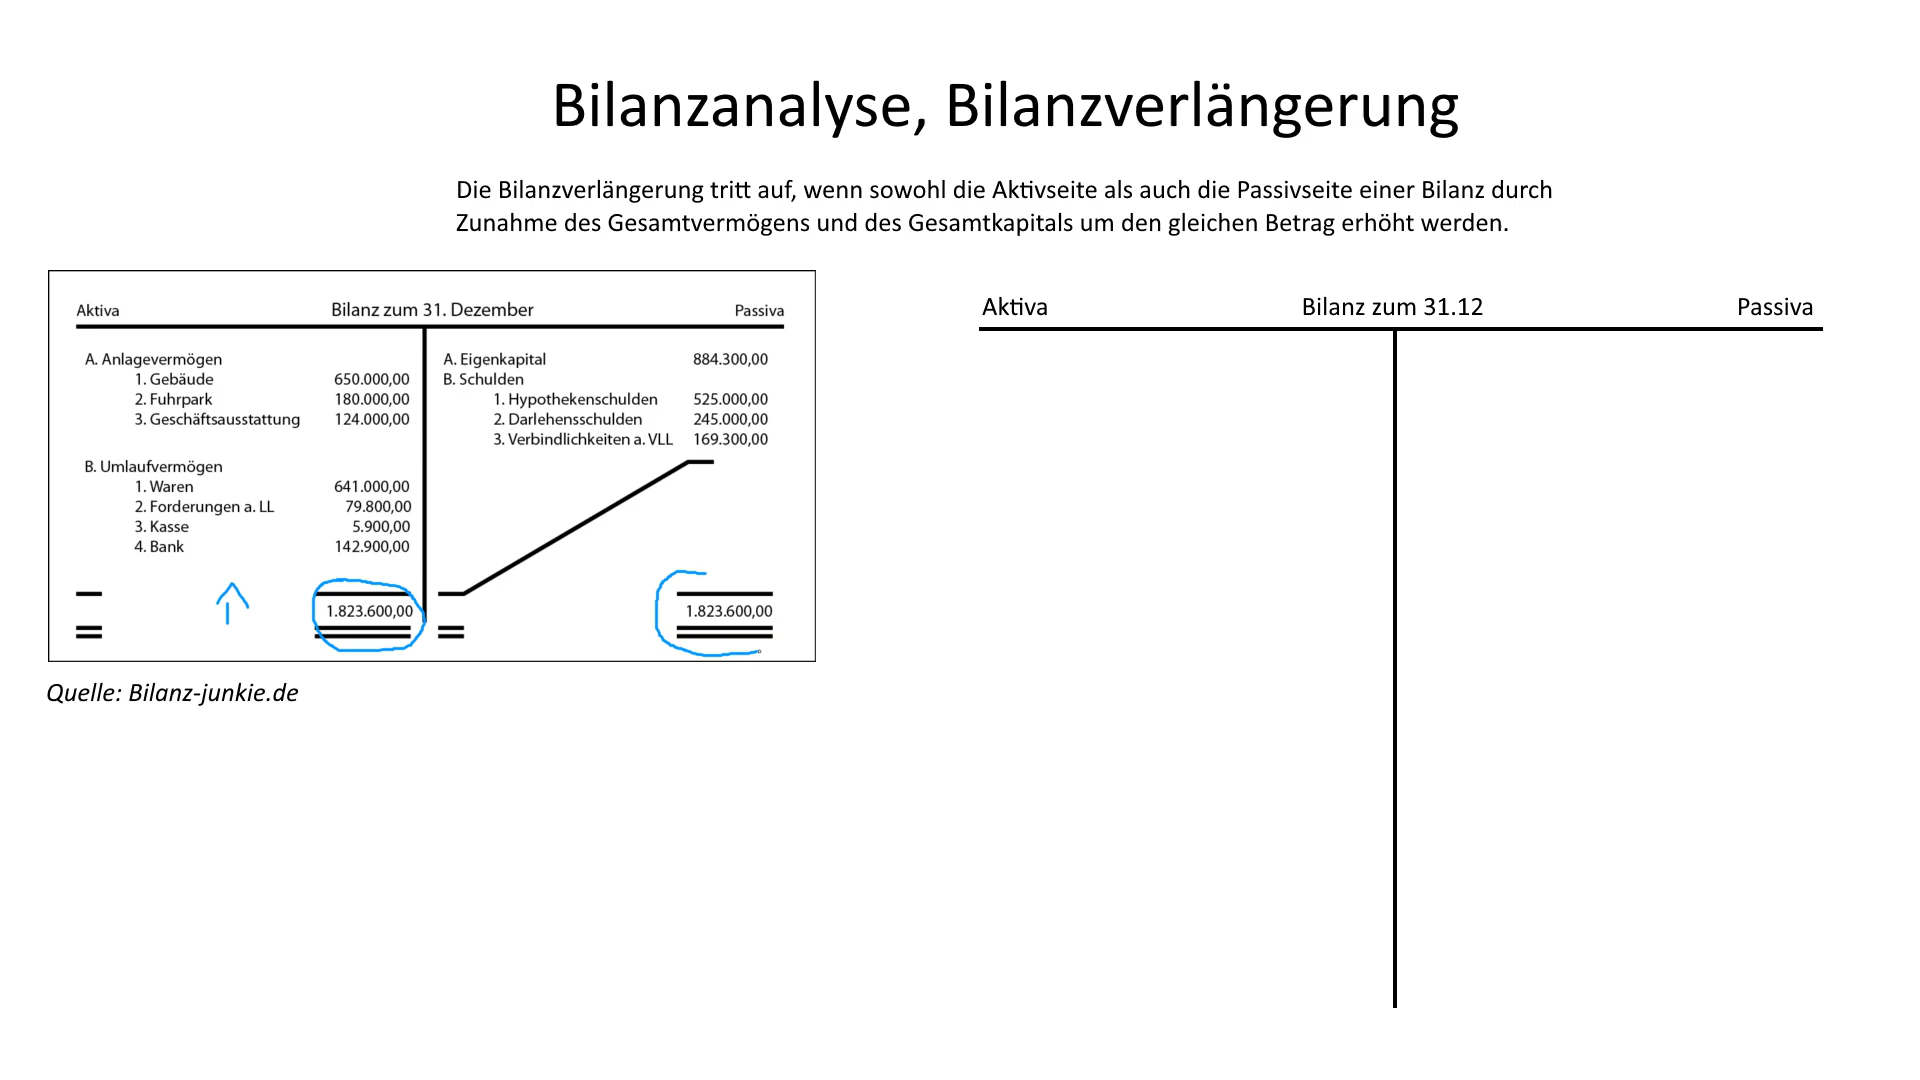 Bilanzanalyse, Bilanzverlängerung
Die Bilanzverlängerung tritt auf, wenn sowohl die Aktivseite als auch die Passivseite einer Bilanz durch
Zunahme des Gesamtvermögens und des Gesamtkapitals um den gleichen Betrag erhöht werden.
Aktiva Bilanz zum 31. Dezember Passiva
A. Anlagevermögen
1. Gebäude 650.000,00
2. Fuhrpark 180.000,00
3. Geschäftsausstattung 124.000,00
B. Umlaufvermögen
1. Waren 641.000,00
2. Forderungen a. LL 79.800,00
3. Kasse 5.900,00
4. Bank 142.900,00
1.823.600,00
A. Eigenkapital 884.300,00
B. Schulden
1. Hypothekenschulden 525.000,00
2. Darlehensschulden 245.000,00
3. Verbindlichkeiten a. VLL 169.300,00
1.823.600,00
Quelle: Bilanz-junkie.de
Aktiva Bilanz zum 31.12 Passiva